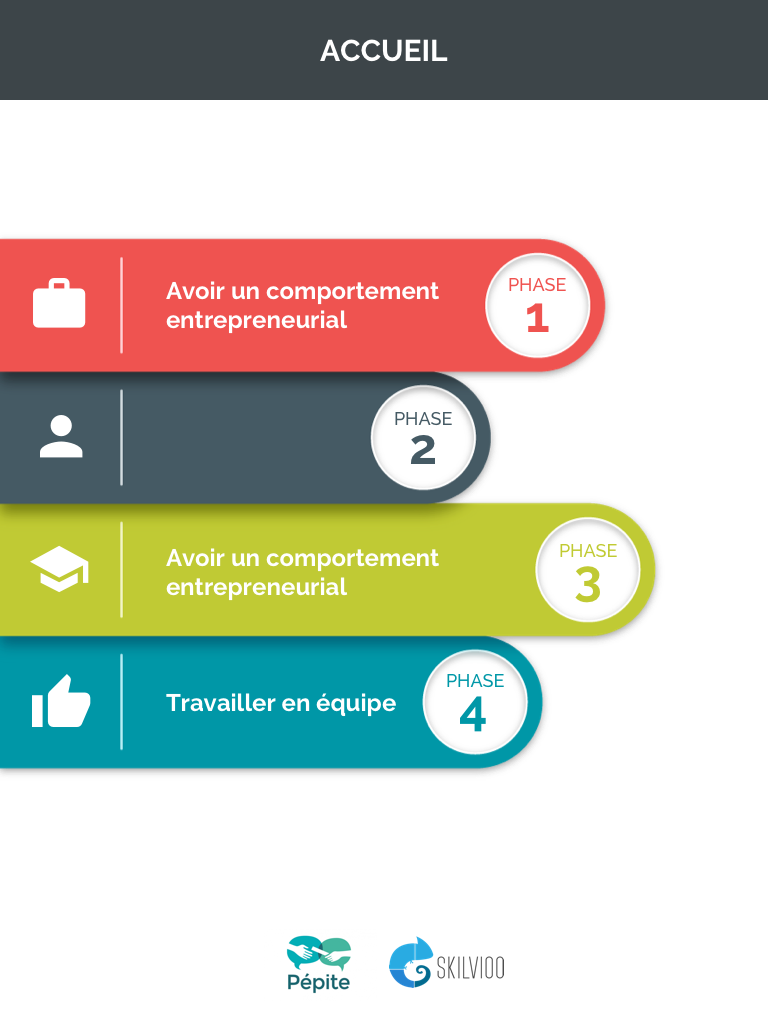 ACCUEIL
Avoir un comportement
entrepreneurial
PHASE
1
PHASE
2
Avoir un comportement
entrepreneurial
PHASE
3
Travailler en équipe
PHASE
4
Pépite
SKILVIOO